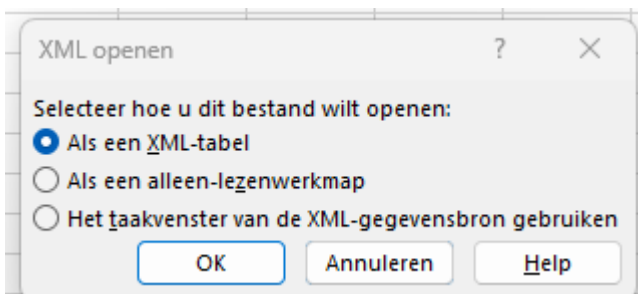 XML openen
Selecteer hoe u dit bestand wilt openen:
Als een XML-tabel
Als een alleen-lezenwerkmap
Het taakvenster van de XML-gegevensbron gebruiken
OK Annuleren Help